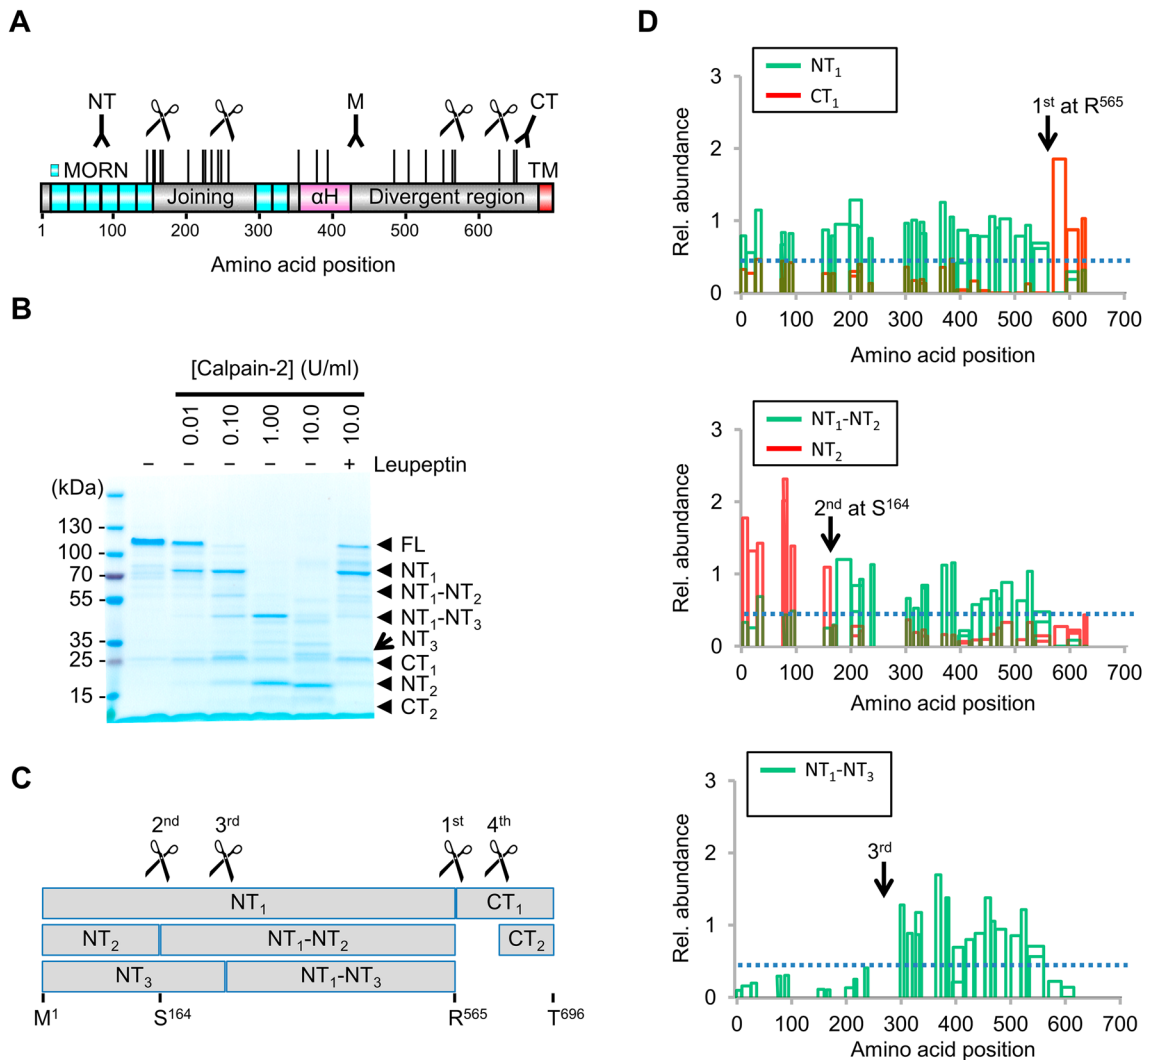 A
NT
M
CT
MORN
TM
Joining
αH
Divergent region
1 100 200 300 400 500 600
Amino acid position
B
[Calpain-2] (U/ml)
0.01 0.10 1.00 10.0 10.0
– – – – – + Leupeptin
(kDa)
130
100
70
55
35
25
15
FL
NT1
NT1-NT2
NT1-NT3
NT3
CT1
NT2
CT2
C
2nd 3rd 1st 4th
NT1 CT1
NT2 NT1-NT2 CT2
NT3 NT1-NT3
M1 S164 R565 T696
D
NT1
CT1
1st at R565
Rel. abundance
3
2
1
0
0 100 200 300 400 500 600 700
Amino acid position
NT1-NT2
NT2
2nd at S164
Rel. abundance
3
2
1
0
0 100 200 300 400 500 600 700
Amino acid position
NT1-NT3
3rd
Rel. abundance
3
2
1
0
0 100 200 300 400 500 600 700
Amino acid position